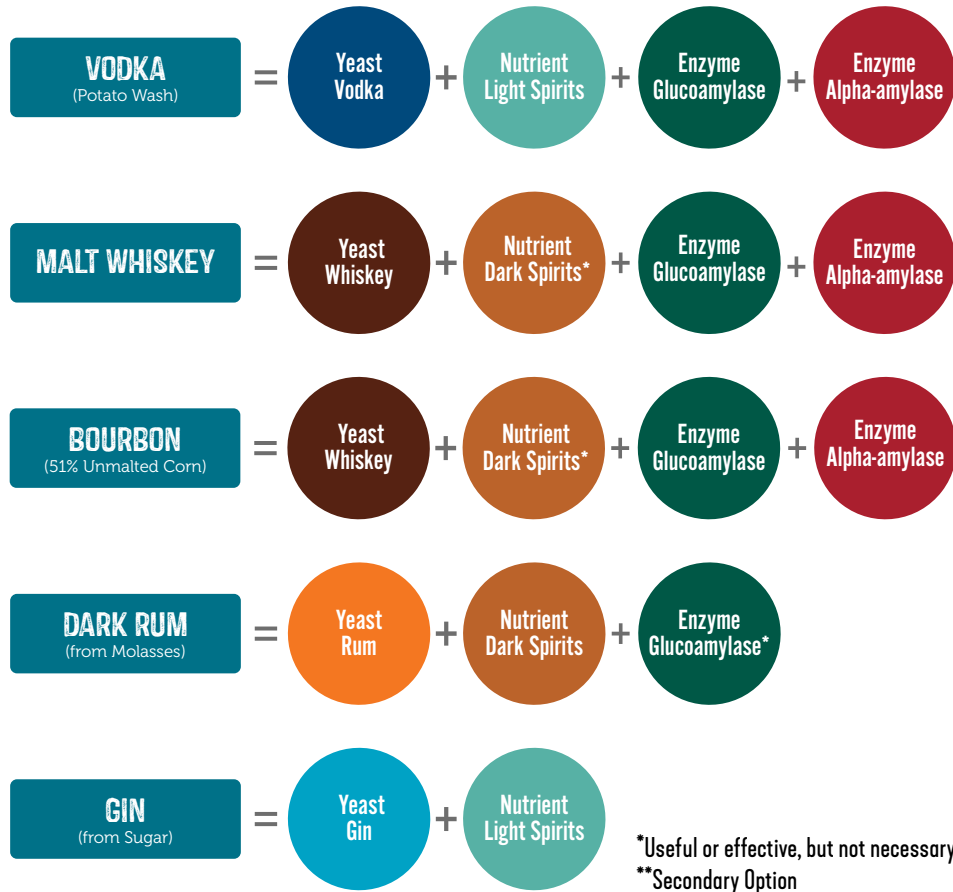 VODKA
(Potato Wash)
=
Yeast
Vodka
+
Nutrient
Light Spirits
+
Enzyme
Glucoamylase
+
Enzyme
Alpha-amylase
MALT WHISKEY
=
Yeast
Whiskey
+
Nutrient
Dark Spirits*
+
Enzyme
Glucoamylase
+
Enzyme
Alpha-amylase
BOURBON
(51% Unmalted Corn)
=
Yeast
Whiskey
+
Nutrient
Dark Spirits*
+
Enzyme
Glucoamylase
+
Enzyme
Alpha-amylase
DARK RUM
(from Molasses)
=
Yeast
Rum
+
Nutrient
Dark Spirits
+
Enzyme
Glucoamylase*
GIN
(from Sugar)
=
Yeast
Gin
+
Nutrient
Light Spirits
*Useful or effective, but not necessary
**Secondary Option